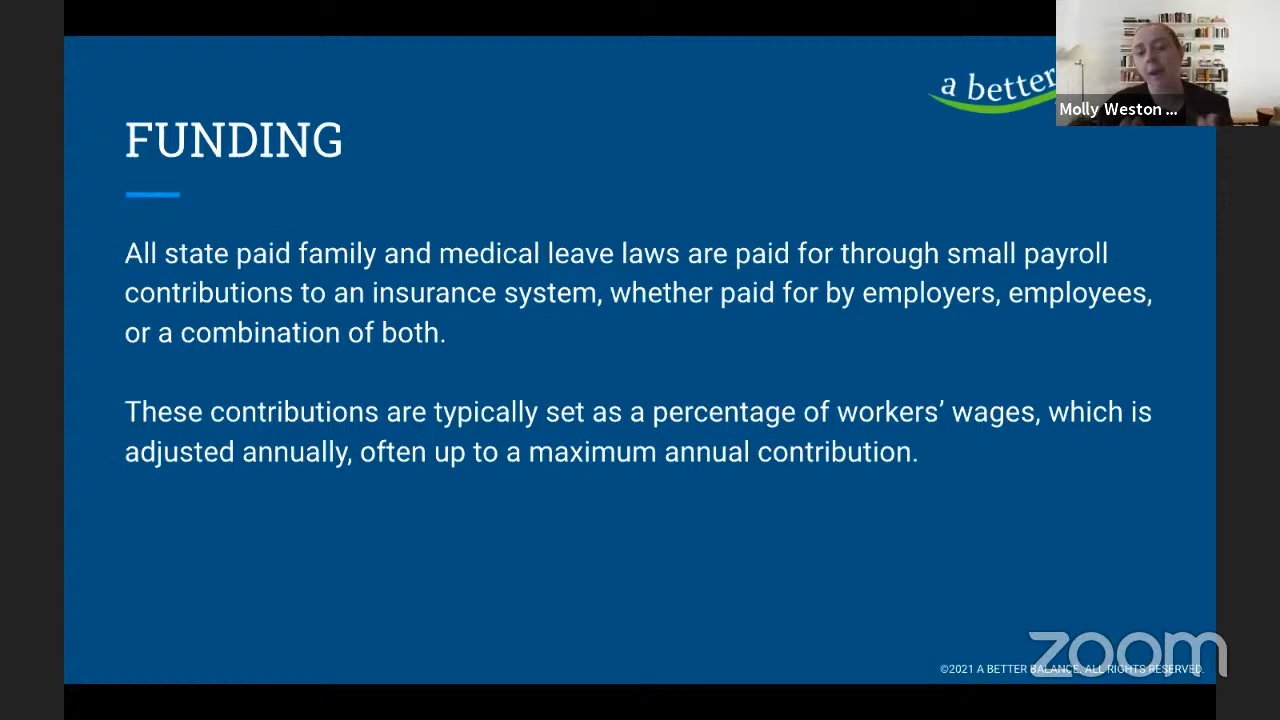 a better
Molly Weston ...
FUNDING
All state paid family and medical leave laws are paid for through small payroll
contributions to an insurance system, whether paid for by employers, employees,
or a combination of both.
These contributions are typically set as a percentage of workers’ wages, which is
adjusted annually, often up to a maximum annual contribution.
zoom
©2021 A BETTER BALANCE. ALL RIGHTS RESERVED.